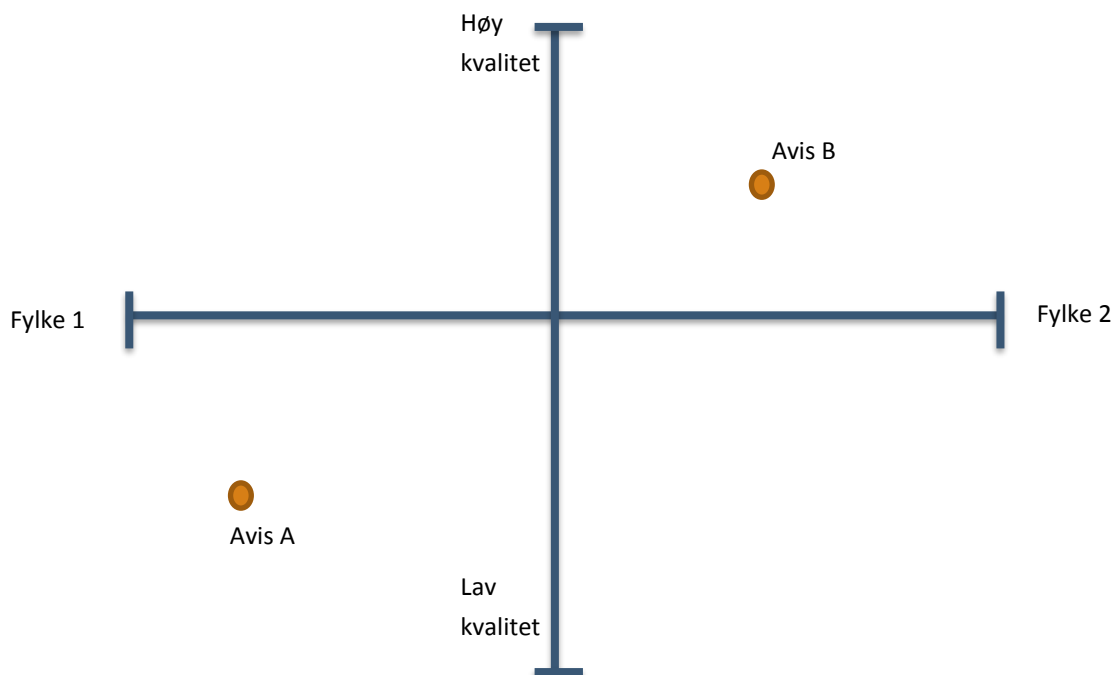 Høy
kvalitet
Avis B
Fylke 1
Fylke 2
Avis A
Lav
kvalitet